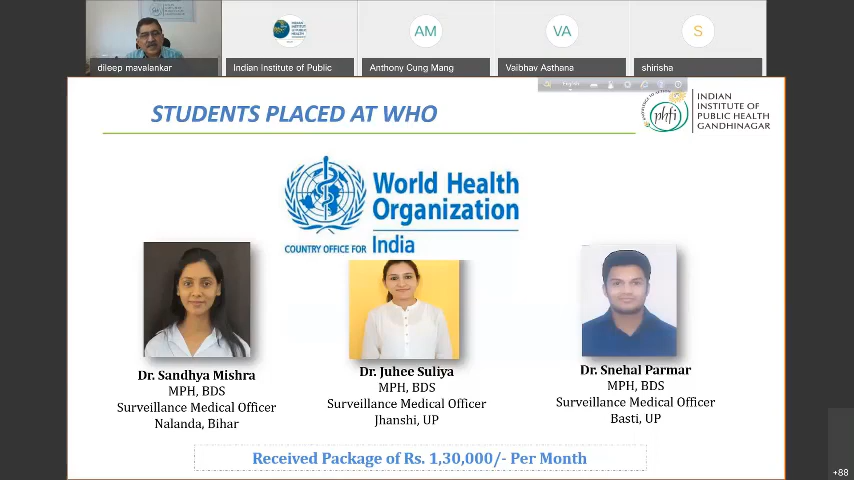 AM
VA
S
dileep mavalankar
Indian Institute of Public
Anthony Cung Mang
Vaibhav Asthana
shirisha
English
STUDENTS PLACED AT WHO
phfi
INDIAN
INSTITUTE OF
PUBLIC HEALTH
GANDHINAGAR
World Health
Organization
COUNTRY OFFICE FOR India
Dr. Sandhya Mishra
MPH, BDS
Surveillance Medical Officer
Nalanda, Bihar
Dr. Juhee Suliya
MPH, BDS
Surveillance Medical Officer
Jhanshi, UP
Dr. Snehal Parmar
MPH, BDS
Surveillance Medical Officer
Basti, UP
Received Package of Rs. 1,30,000/- Per Month
+88